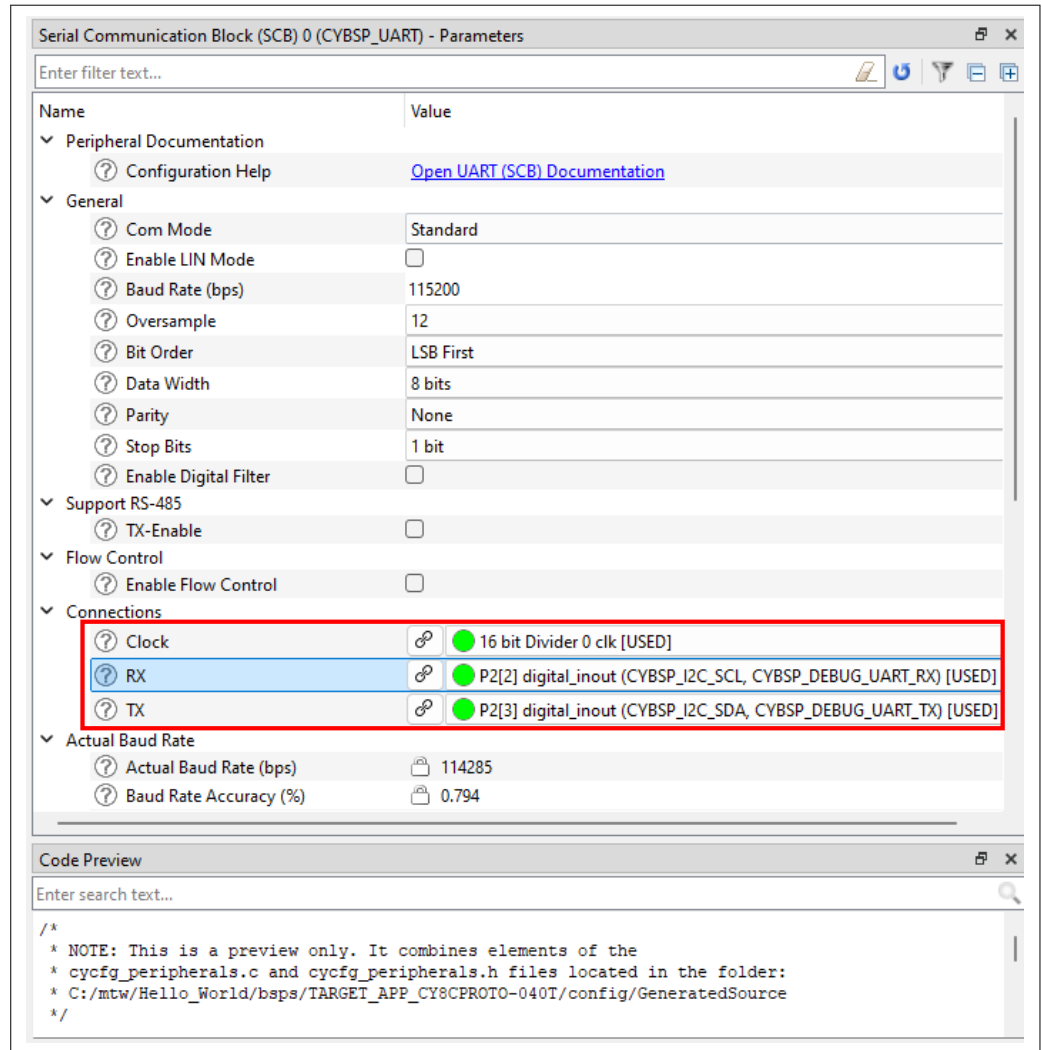 Serial Communication Block (SCB) 0 (CYBSP_UART) - Parameters
Enter filter text...
Name Value
Peripheral Documentation
Configuration Help Open UART (SCB) Documentation
General
Com Mode Standard
Enable LIN Mode
Baud Rate (bps) 115200
Oversample 12
Bit Order LSB First
Data Width 8 bits
Parity None
Stop Bits 1 bit
Enable Digital Filter
Support RS-485
TX-Enable
Flow Control
Enable Flow Control
Connections
Clock 16 bit Divider 0 clk [USED]
RX P2[2] digital_inout (CYBSP_I2C_SCL, CYBSP_DEBUG_UART_RX) [USED]
TX P2[3] digital_inout (CYBSP_I2C_SDA, CYBSP_DEBUG_UART_TX) [USED]
Actual Baud Rate
Actual Baud Rate (bps) 114285
Baud Rate Accuracy (%) 0.794
Code Preview
Enter search text...
/*
* NOTE: This is a preview only. It combines elements of the
* cycfg_peripherals.c and cycfg_peripherals.h files located in the folder:
* C:/mtw/Hello_World/bsps/TARGET_APP_CY8CPROTO-040T/config/GeneratedSource
*/